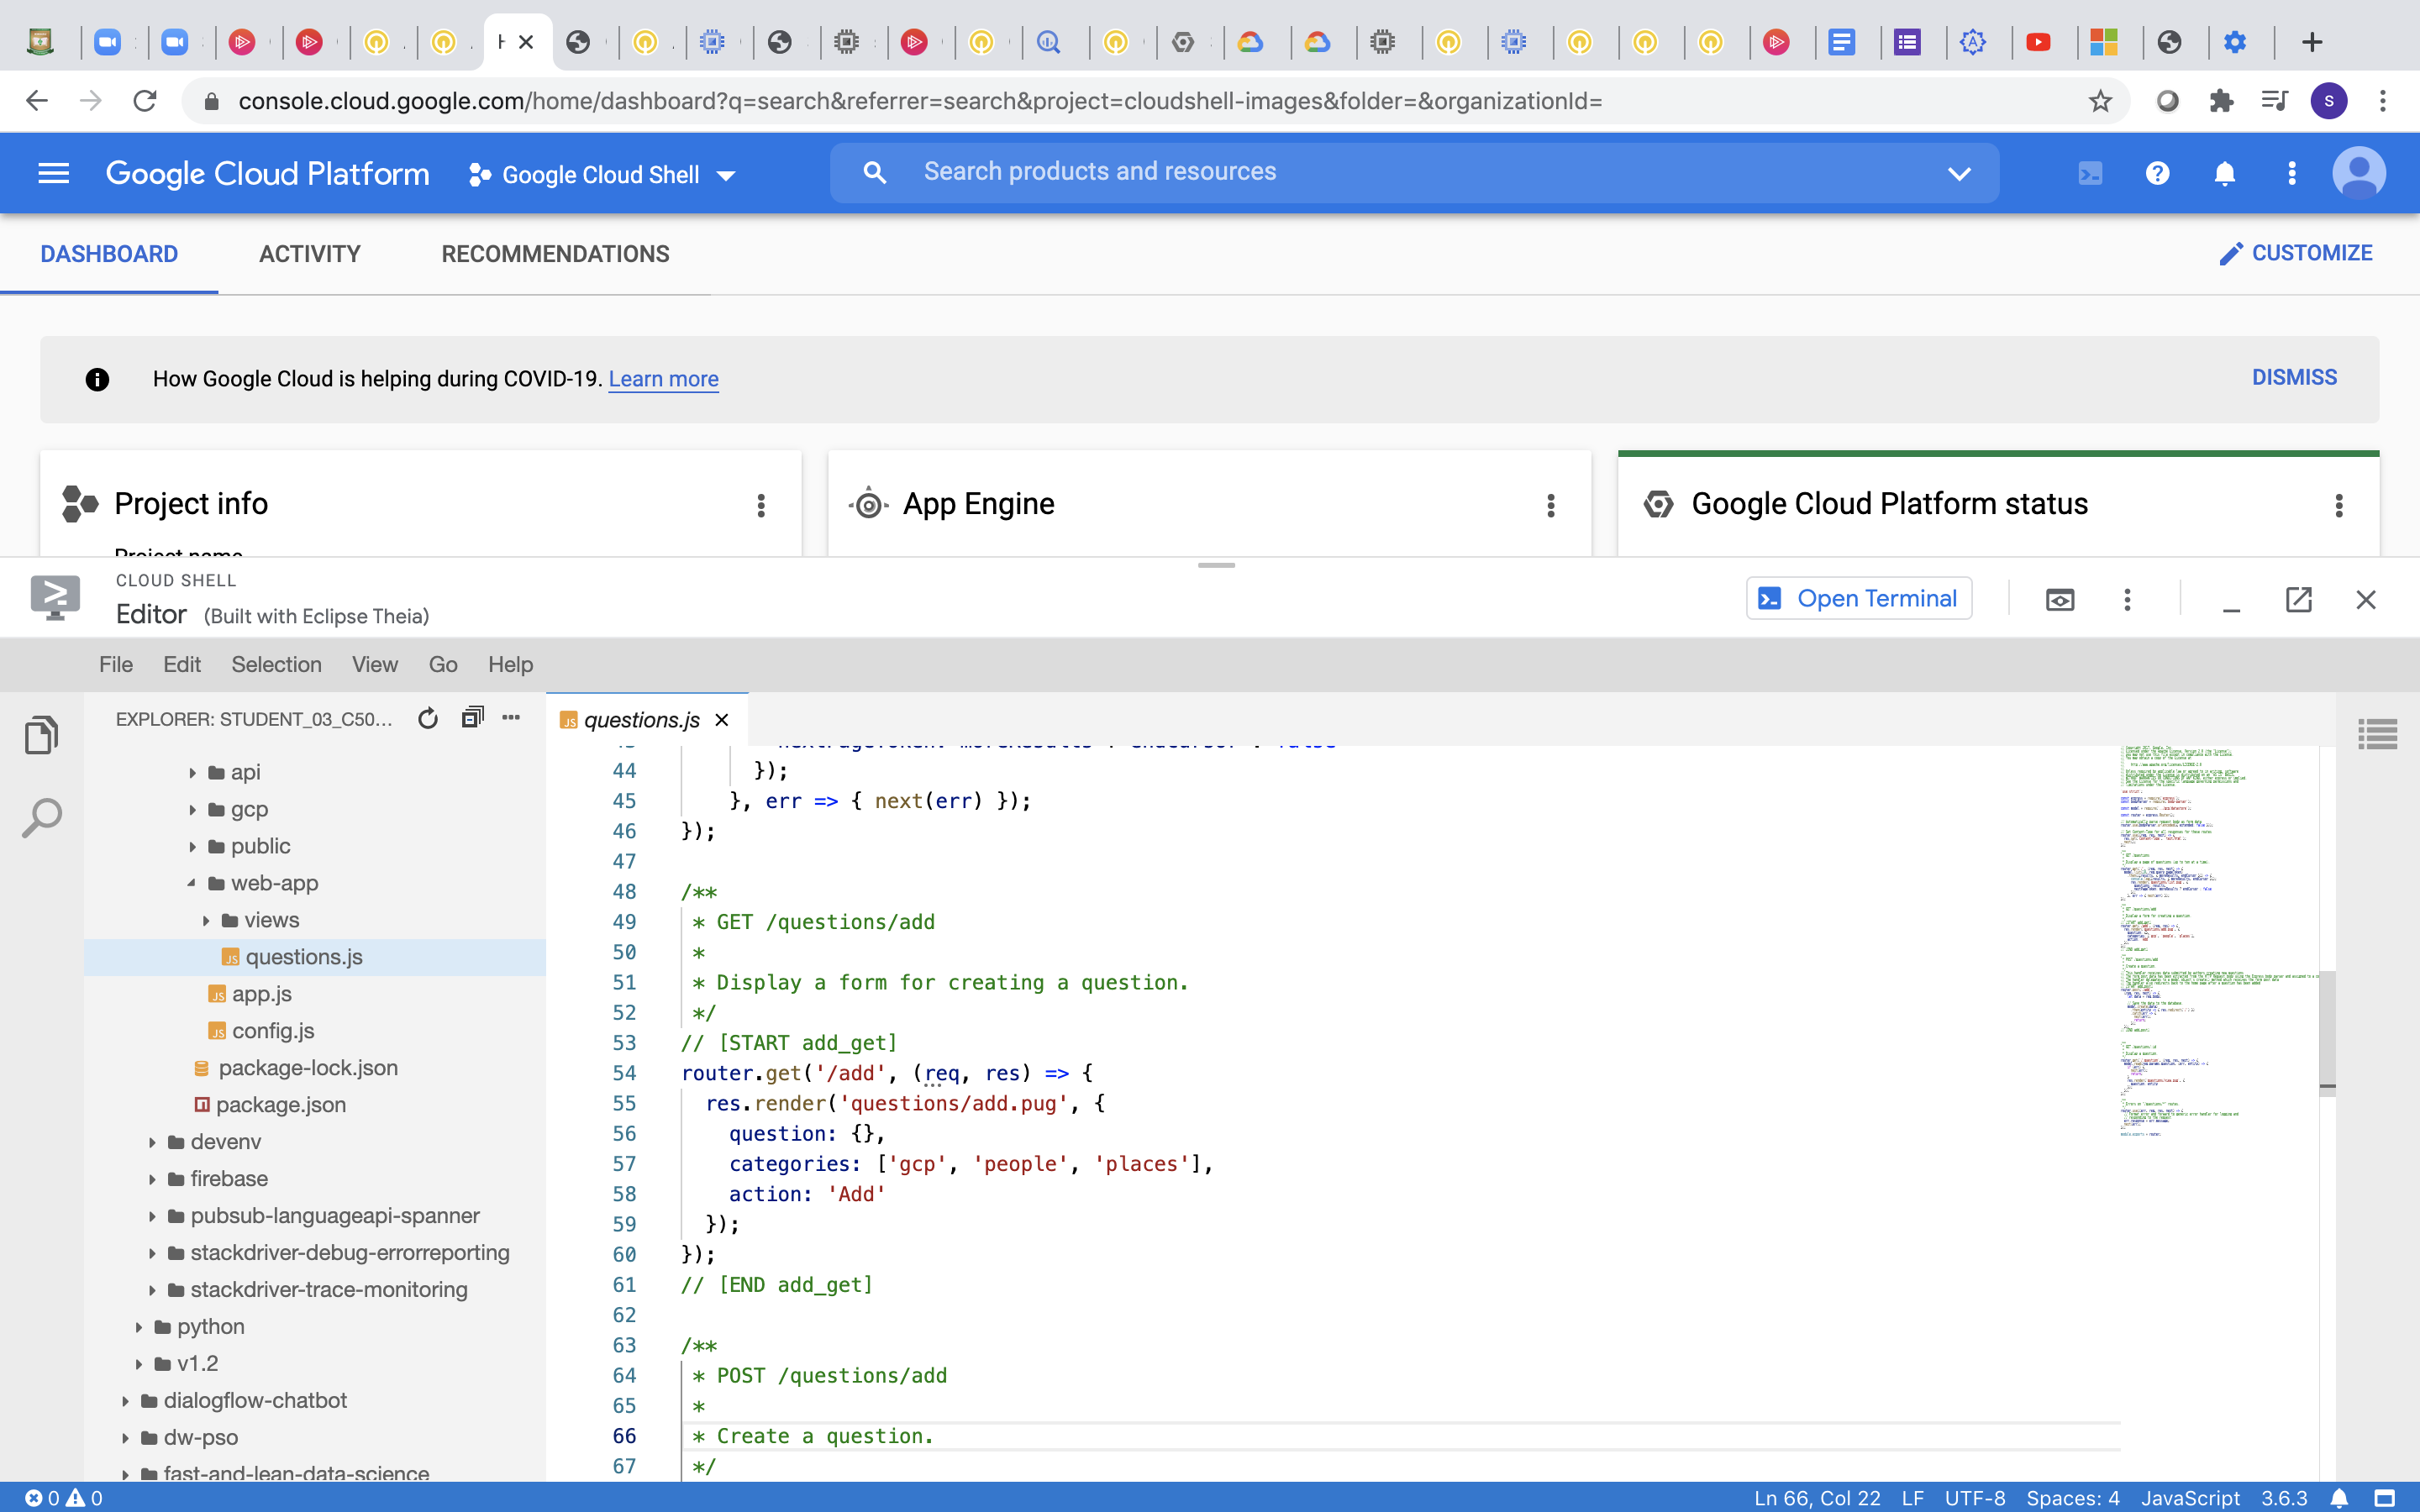 console.cloud.google.com/home/dashboard?q=search&referrer=search&project=cloudshell-images&folder=&organizationId=
S
Google Cloud Platform
Google Cloud Shell
Search products and resources
DASHBOARD
ACTIVITY
RECOMMENDATIONS
CUSTOMIZE
How Google Cloud is helping during COVID-19. Learn more
DISMISS
Project info
App Engine
Google Cloud Platform status
Project name
CLOUD SHELL
Editor (Built with Eclipse Theia)
Open Terminal
File Edit Selection View Go Help
EXPLORER: STUDENT_03_C50...
api
gcp
public
web-app
views
questions.js
app.js
config.js
package-lock.json
package.json
devenv
firebase
pubsub-languageapi-spanner
stackdriver-debug-errorreporting
stackdriver-trace-monitoring
python
v1.2
dialogflow-chatbot
dw-pso
fast-and-lean-data-science
questions.js
44 });
45 }, err => { next(err) });
46 });
47
48 /**
49 * GET /questions/add
50 *
51 * Display a form for creating a question.
52 */
53 // [START add_get]
54 router.get('/add', (req, res) => {
55 res.render('questions/add.pug', {
56 question: {},
57 categories: ['gcp', 'people', 'places'],
58 action: 'Add'
59 });
60 });
61 // [END add_get]
62
63 /**
64 * POST /questions/add
65 *
66 * Create a question.
67 */
0 0
Ln 66, Col 22 LF UTF-8 Spaces: 4 JavaScript 3.6.3